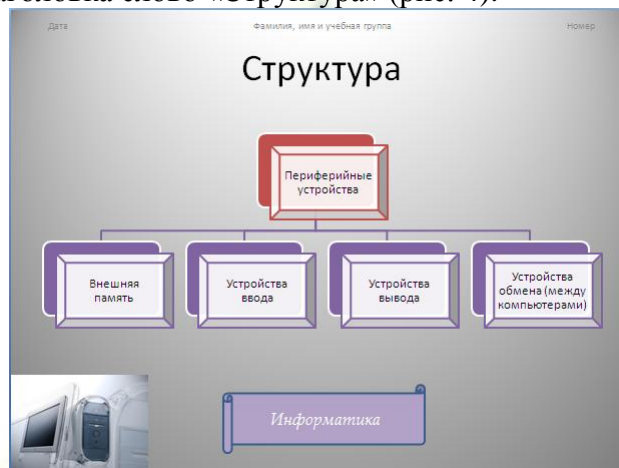 слово «Структура» (рис. 4).
Дата
Фамилия, имя и учебная группа
Номер
Структура
Периферийные
устройства
Внешняя
память
Устройства
ввода
Устройства
вывода
Устройства
обмена (между
компьютерами)
Информатика